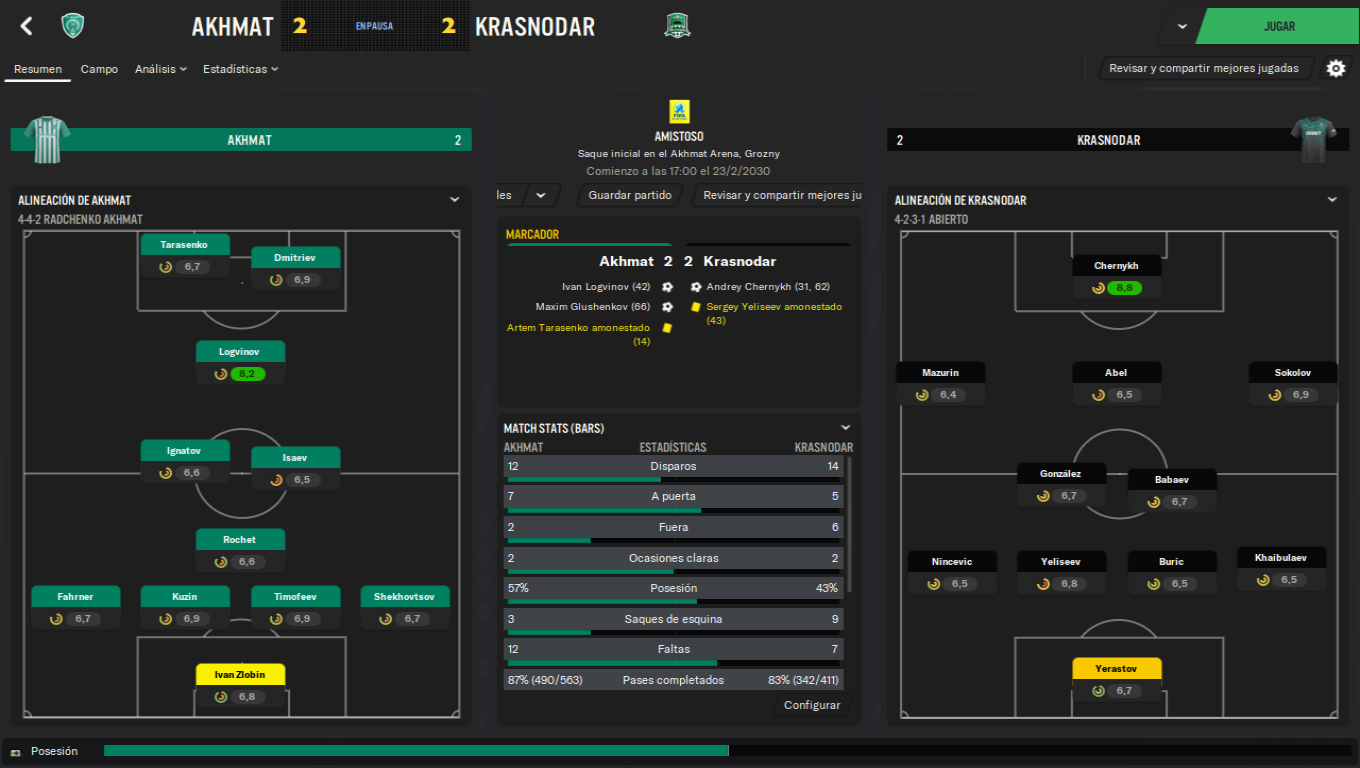 AKHMAT 2 EN PAUSA 2 KRASNODAR
JUGAR
Resumen Campo Análisis Estadísticas
Revisar y compartir mejores jugadas
AKHMAT 2
ALINEACIÓN DE AKHMAT
4-4-2 RADCHENKO AKHMAT
Tarasenko
6,7
Dmitriev
6,9
Logvinov
8,2
Ignatov
6,6
Isaev
6,5
Rochet
6,6
Fahrner
6,7
Kuzin
6,9
Timofeev
6,9
Shekhovtsov
6,7
Ivan Zlobin
6,8
FIFA
AMISTOSO
Saque inicial en el Akhmat Arena, Grozny
Comienzo a las 17:00 el 23/2/2030
les
Guardar partido
Revisar y compartir mejores ju
MARCADOR
Akhmat 2 2 Krasnodar
Ivan Logvinov (42)
Andrey Chernykh (31, 62)
Maxim Glushenkov (66)
Sergey Yeliseev amonestado
(43)
Artem Tarasenko amonestado
(14)
MATCH STATS (BARS)
AKHMAT ESTADÍSTICAS KRASNODAR
12 Disparos 14
7 A puerta 5
2 Fuera 6
2 Ocasiones claras 2
57% Posesión 43%
3 Saques de esquina 9
12 Faltas 7
87% (490/563) Pases completados 83% (342/411)
Configurar
2 KRASNODAR
ALINEACIÓN DE KRASNODAR
4-2-3-1 ABIERTO
Chernykh
8,8
Mazurin
6,4
Abel
6,5
Sokolov
6,9
González
6,7
Babaev
6,7
Nincevic
6,5
Yeliseev
6,8
Buric
6,5
Khaibulaev
6,5
Yerastov
6,7
Posesión